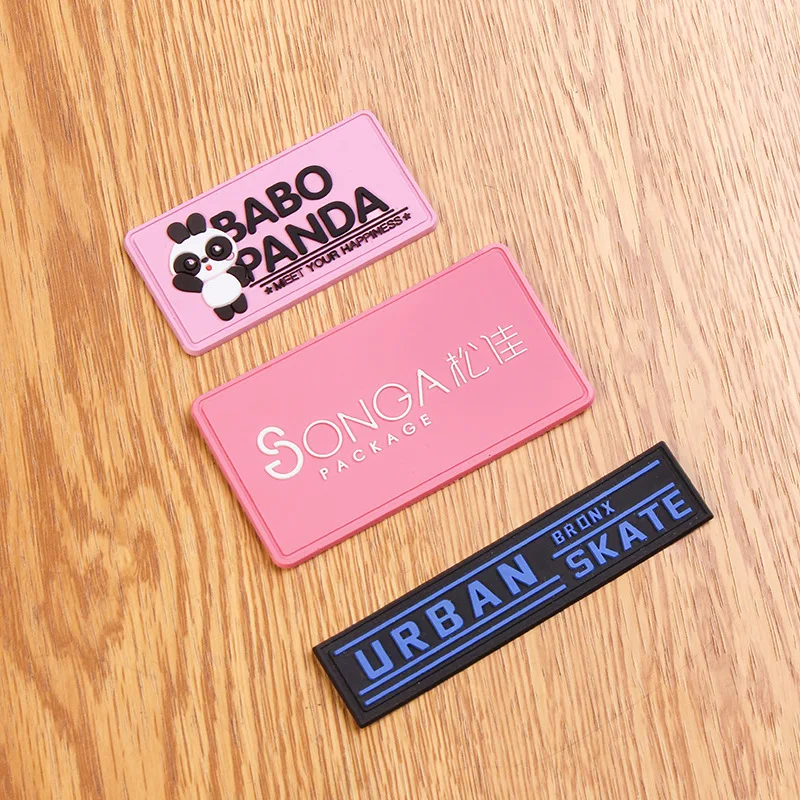 BABO
PANDA
★MEET YOUR HAPPINESS★
SONGA松佳
PACKAGE
URBAN BRONX
SKATE